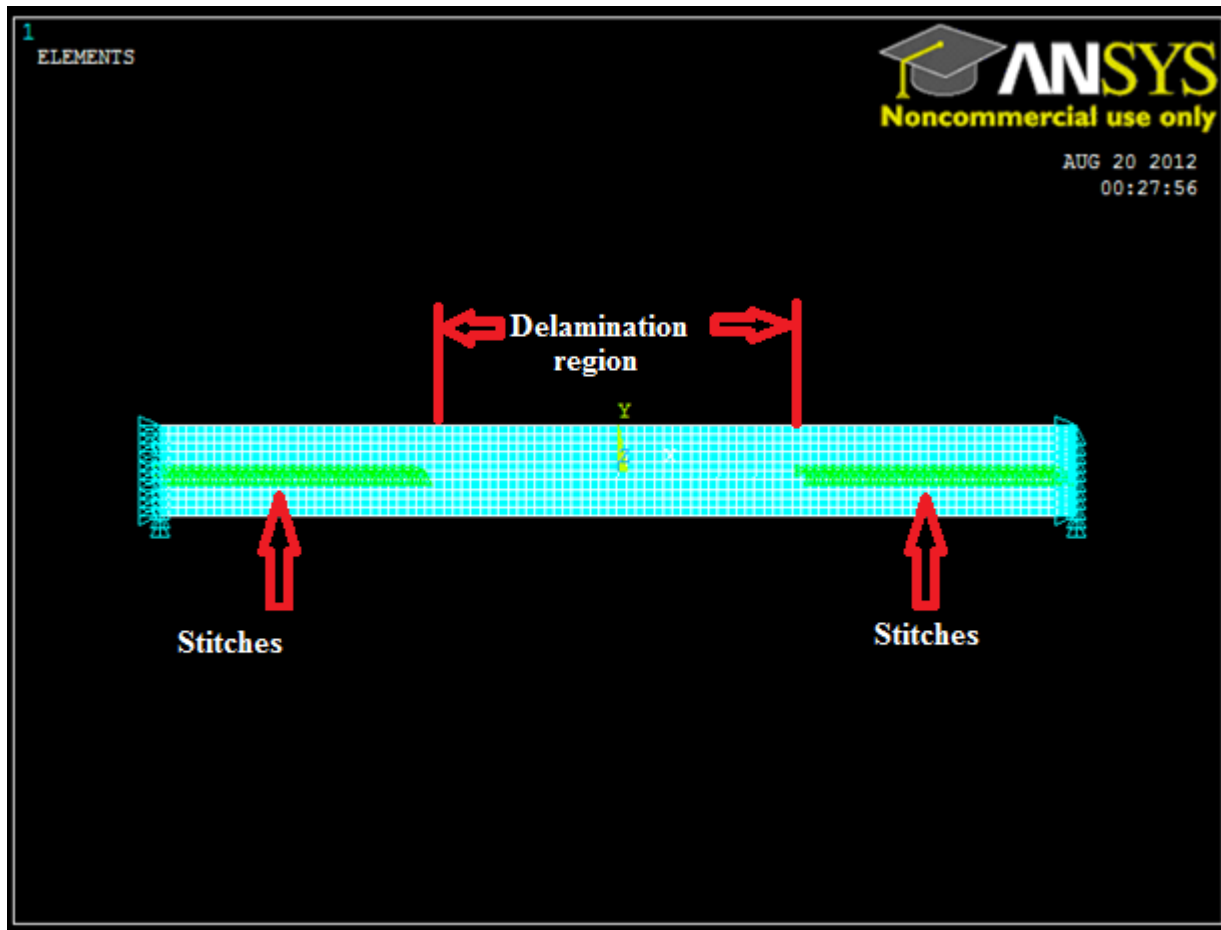 1
ELEMENTS
ANSYS
Noncommercial use only
AUG 20 2012
00:27:56
Delamination
region
Y
X
Stitches
Stitches